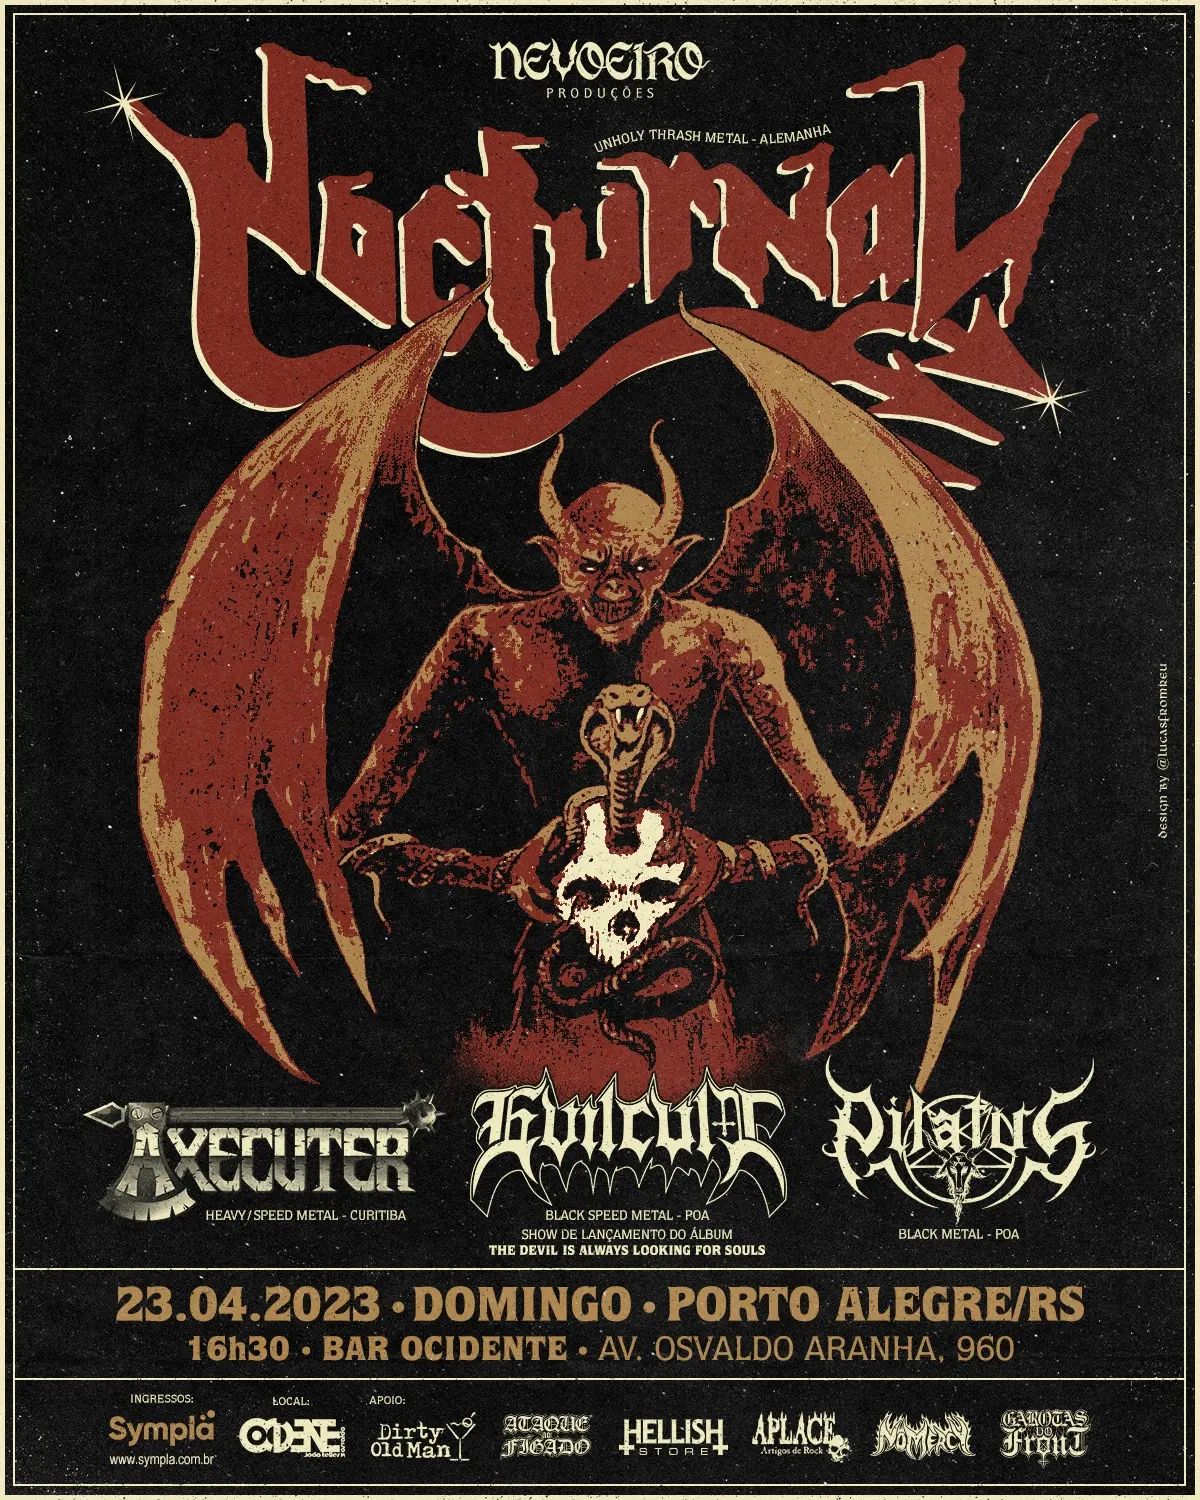 NEVOEIRO
PRODUÇÕES
UNHOLY THRASH METAL - ALEMANHA
NOCTURNAL
DESIGN BY @LUCASFROMREU
AXECUTER
HEAVY/SPEED METAL - CURITIBA
EVILCULT
BLACK SPEED METAL - POA
SHOW DE LANÇAMENTO DO ÁLBUM
THE DEVIL IS ALWAYS LOOKING FOR SOULS
Pilatus
BLACK METAL - POA
23.04.2023 • DOMINGO • PORTO ALEGRE/RS
16h30 • BAR OCIDENTE • AV. OSVALDO ARANHA, 960
INGRESSOS:
Sympla
www.sympla.com.br
LOCAL:
APOIO:
Dirty
Old Man
ATAQUE
AO
FÍGADO
HELLISH
STORE
APLACE
Artigos de Rock
NO MERCY
GAROTAS
DO
FRONT